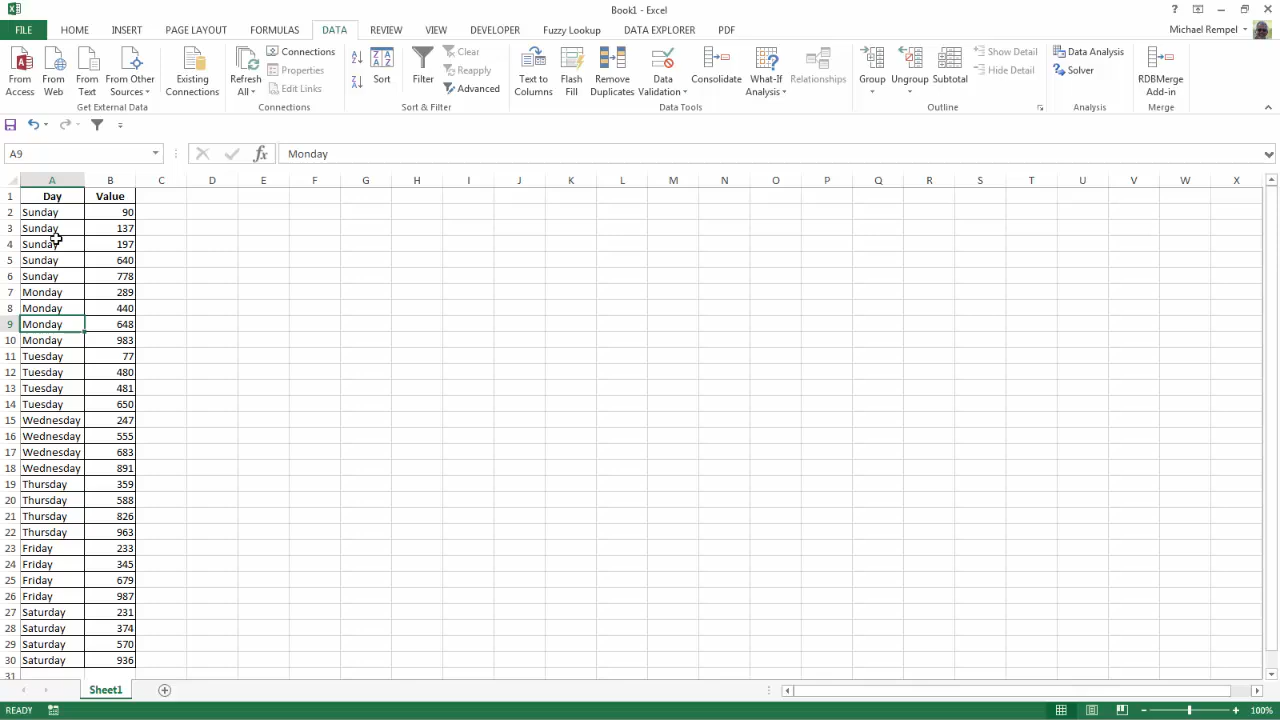 Book1 - Excel
FILE HOME INSERT PAGE LAYOUT FORMULAS DATA REVIEW VIEW DEVELOPER Fuzzy Lookup DATA EXPLORER PDF Michael Rempel
From Access
From Web
From Text
From Other Sources
Existing Connections
Get External Data
Refresh All
Connections
Properties
Edit Links
Connections
Sort
Filter
Clear
Reapply
Advanced
Sort & Filter
Text to Columns
Flash Fill
Remove Duplicates
Data Validation
Consolidate
What-If Analysis
Relationships
Data Tools
Group
Ungroup
Subtotal
Show Detail
Hide Detail
Outline
Data Analysis
Solver
Analysis
RDBMerge Add-in
Merge
A9 fx Monday
A B C D E F G H I J K L M N O P Q R S T U V W X
1 Day Value
2 Sunday 90
3 Sunday 137
4 Sunday 197
5 Sunday 640
6 Sunday 778
7 Monday 289
8 Monday 440
9 Monday 648
10 Monday 983
11 Tuesday 77
12 Tuesday 480
13 Tuesday 481
14 Tuesday 650
15 Wednesday 247
16 Wednesday 555
17 Wednesday 683
18 Wednesday 891
19 Thursday 359
20 Thursday 588
21 Thursday 826
22 Thursday 963
23 Friday 233
24 Friday 345
25 Friday 679
26 Friday 987
27 Saturday 231
28 Saturday 374
29 Saturday 570
30 Saturday 936
31
Sheet1
READY 100%